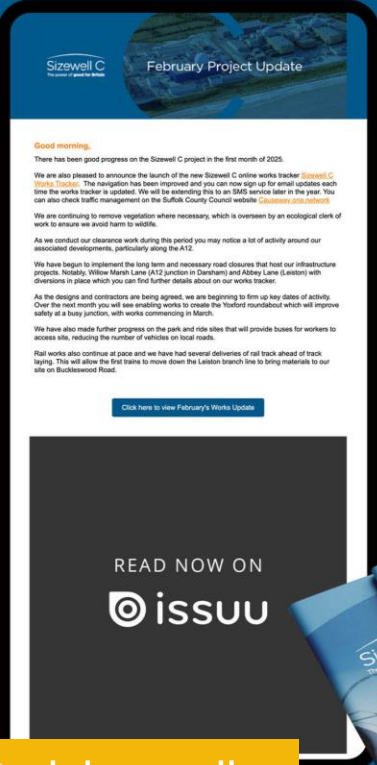 Sizewell C
The power of good for Britain
February Project Update
Good morning,
There has been good progress on the Sizewell C project in the first month of 2025.
We are also pleased to announce the launch of the new Sizewell C online works tracker Sizewell C
Works Tracker. The navigation has been improved and you can now sign up for email updates each
time the works tracker is updated. We will be extending this to an SMS service later in the year. You
can also check traffic management on the Suffolk County Council website Causeway one.network
We are continuing to remove vegetation where necessary, which is overseen by an ecological clerk of
work to ensure we avoid harm to wildlife.
As we conduct our clearance work during this period you may notice a lot of activity around our
associated developments, particularly along the A12.
We have begun to implement the long term and necessary road closures that host our infrastructure
projects. Notably, Willow Marsh Lane (A12 junction in Darsham) and Abbey Lane (Leiston) with
diversions in place which you can find further details about on our works tracker.
As the designs and contractors are being agreed, we are beginning to firm up key dates of activity.
Over the next month you will see enabling works to create the Yoxford roundabout which will improve
safety at a busy junction, with works commencing in March.
We have also made further progress on the park and ride sites that will provide buses for workers to
access site, reducing the number of vehicles on local roads.
Rail works also continue at pace and we have had several deliveries of rail track ahead of track
laying. This will allow the first trains to move down the Leiston branch line to bring materials to our
site on Buckleswood Road.
Click here to view February's Works Update
READ NOW ON
issuu